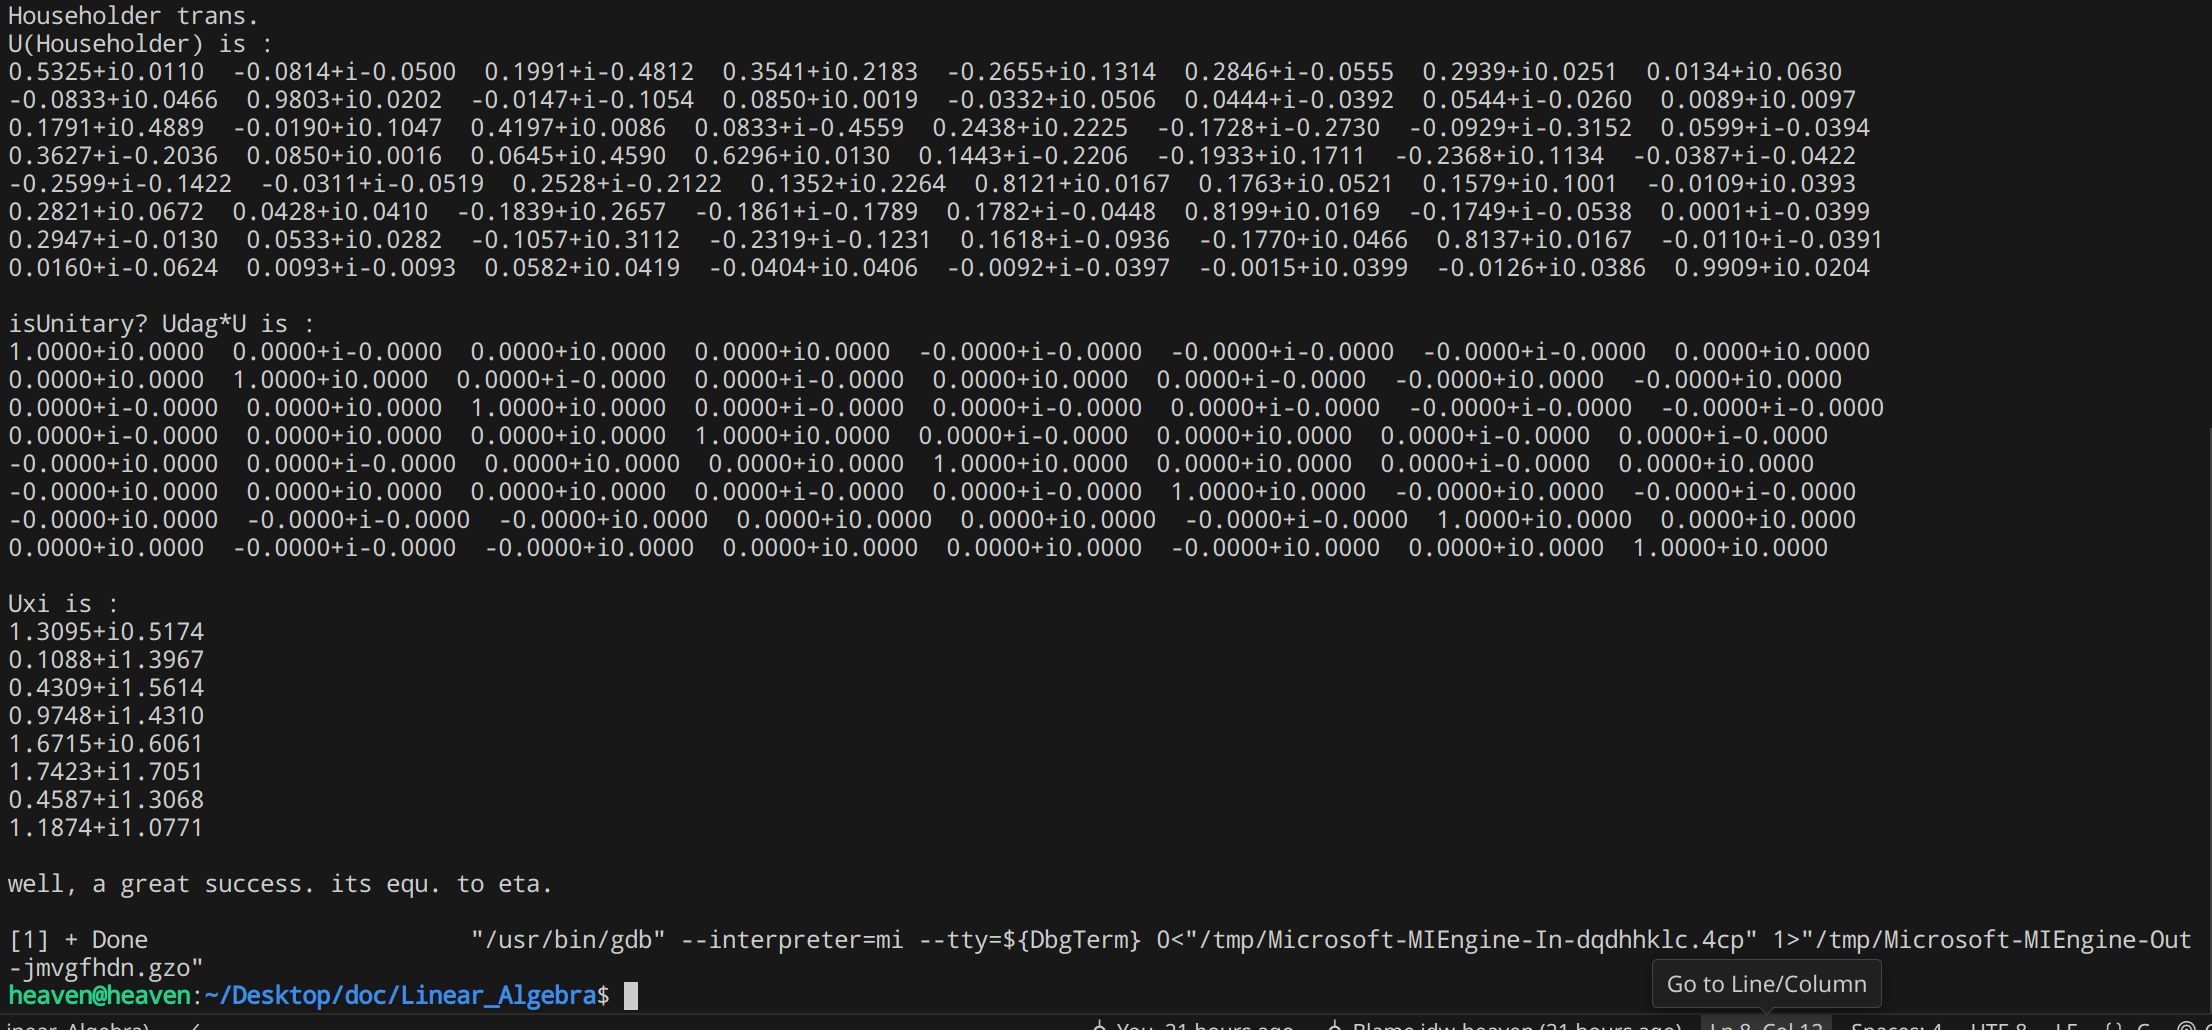 Householder trans.
U(Householder) is :
0.5325+i0.0110  -0.0814+i-0.0500  0.1991+i-0.4812  0.3541+i0.2183  -0.2655+i0.1314  0.2846+i-0.0555  0.2939+i0.0251  0.0134+i0.0630
-0.0833+i0.0466  0.9803+i0.0202  -0.0147+i-0.1054  0.0850+i0.0019  -0.0332+i0.0506  0.0444+i-0.0392  0.0544+i-0.0260  0.0089+i0.0097
0.1791+i0.4889  -0.0190+i0.1047  0.4197+i0.0086  0.0833+i-0.4559  0.2438+i0.2225  -0.1728+i-0.2730  -0.0929+i-0.3152  0.0599+i-0.0394
0.3627+i-0.2036  0.0850+i0.0016  0.0645+i0.4590  0.6296+i0.0130  0.1443+i-0.2206  -0.1933+i0.1711  -0.2368+i0.1134  -0.0387+i-0.0422
-0.2599+i-0.1422  -0.0311+i-0.0519  0.2528+i-0.2122  0.1352+i0.2264  0.8121+i0.0167  0.1763+i0.0521  0.1579+i0.1001  -0.0109+i0.0393
0.2821+i0.0672  0.0428+i0.0410  -0.1839+i0.2657  -0.1861+i-0.1789  0.1782+i-0.0448  0.8199+i0.0169  -0.1749+i-0.0538  0.0001+i-0.0399
0.2947+i-0.0130  0.0533+i0.0282  -0.1057+i0.3112  -0.2319+i-0.1231  0.1618+i-0.0936  -0.1770+i0.0466  0.8137+i0.0167  -0.0110+i-0.0391
0.0160+i-0.0624  0.0093+i-0.0093  0.0582+i0.0419  -0.0404+i0.0406  -0.0092+i-0.0397  -0.0015+i0.0399  -0.0126+i0.0386  0.9909+i0.0204
isUnitary? Udag*U is :
1.0000+i0.0000  0.0000+i-0.0000  0.0000+i0.0000  0.0000+i0.0000  -0.0000+i-0.0000  -0.0000+i-0.0000  -0.0000+i-0.0000  0.0000+i0.0000
0.0000+i0.0000  1.0000+i0.0000  0.0000+i-0.0000  0.0000+i-0.0000  0.0000+i0.0000  0.0000+i-0.0000  -0.0000+i0.0000  -0.0000+i0.0000
0.0000+i-0.0000  0.0000+i0.0000  1.0000+i0.0000  0.0000+i-0.0000  0.0000+i-0.0000  0.0000+i-0.0000  -0.0000+i-0.0000  -0.0000+i-0.0000
0.0000+i-0.0000  0.0000+i0.0000  0.0000+i0.0000  1.0000+i0.0000  0.0000+i-0.0000  0.0000+i0.0000  0.0000+i-0.0000  0.0000+i-0.0000
-0.0000+i0.0000  0.0000+i-0.0000  0.0000+i0.0000  0.0000+i0.0000  1.0000+i0.0000  0.0000+i0.0000  0.0000+i-0.0000  0.0000+i0.0000
-0.0000+i0.0000  0.0000+i0.0000  0.0000+i0.0000  0.0000+i-0.0000  0.0000+i-0.0000  1.0000+i0.0000  -0.0000+i0.0000  -0.0000+i-0.0000
-0.0000+i0.0000  -0.0000+i-0.0000  -0.0000+i0.0000  0.0000+i0.0000  0.0000+i0.0000  -0.0000+i-0.0000  1.0000+i0.0000  0.0000+i0.0000
0.0000+i0.0000  -0.0000+i-0.0000  -0.0000+i0.0000  0.0000+i0.0000  0.0000+i0.0000  -0.0000+i0.0000  0.0000+i0.0000  1.0000+i0.0000
Uxi is :
1.3095+i0.5174
0.1088+i1.3967
0.4309+i1.5614
0.9748+i1.4310
1.6715+i0.6061
1.7423+i1.7051
0.4587+i1.3068
1.1874+i1.0771
well, a great success. its equ. to eta.
[1] + Done                       "/usr/bin/gdb" --interpreter=mi --tty=${DbgTerm} 0<"/tmp/Microsoft-MIEngine-In-dqdhhklc.4cp" 1>"/tmp/Microsoft-MIEngine-Out
-jmvgfhdn.gzo"
Go to Line/Column
heaven@heaven:~/Desktop/doc/Linear_Algebra$